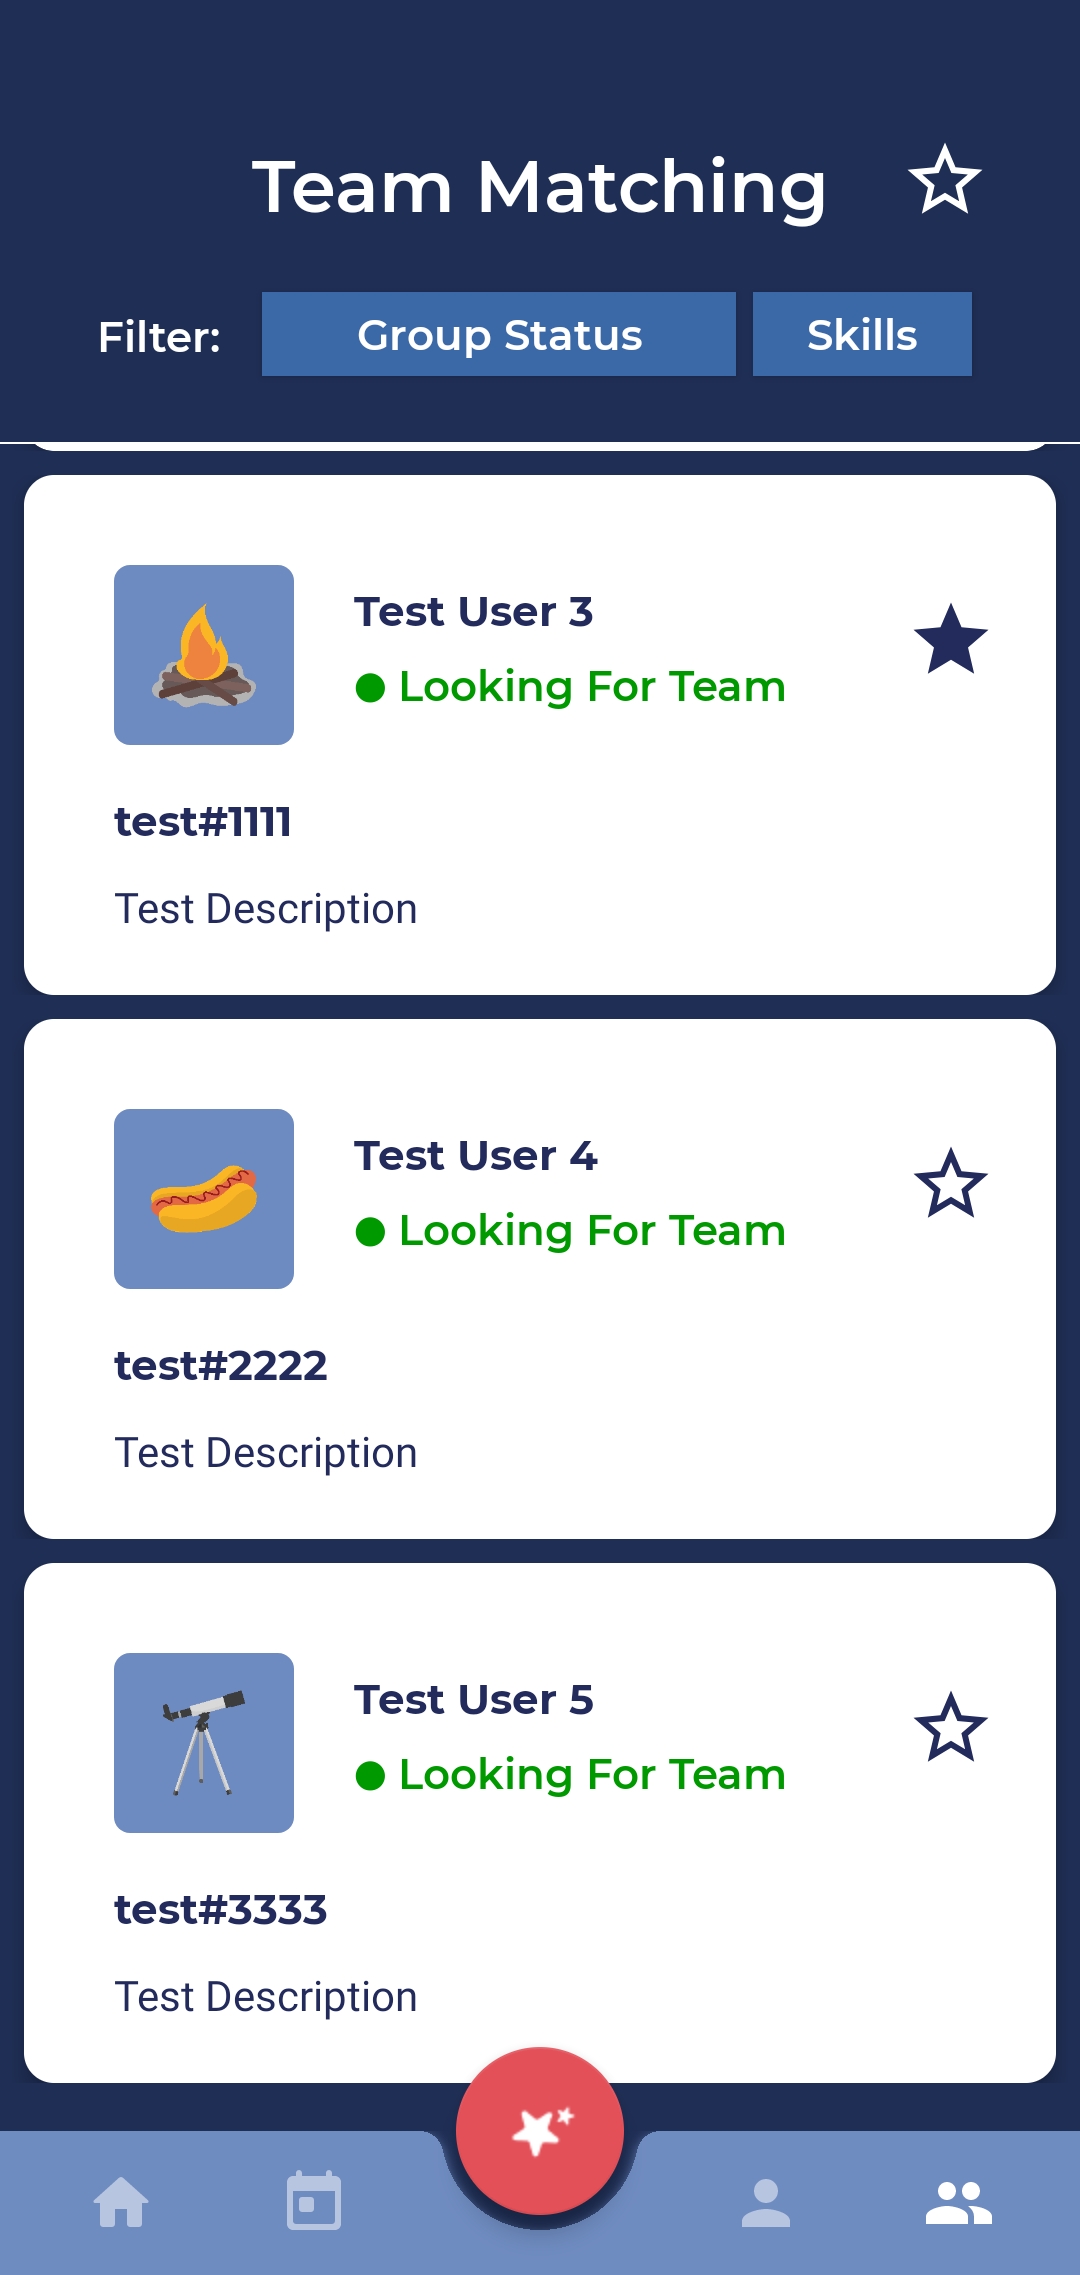 Team Matching
Filter:
Group Status
Skills
Test User 3
Looking For Team
test#1111
Test Description
Test User 4
Looking For Team
test#2222
Test Description
Test User 5
Looking For Team
test#3333
Test Description